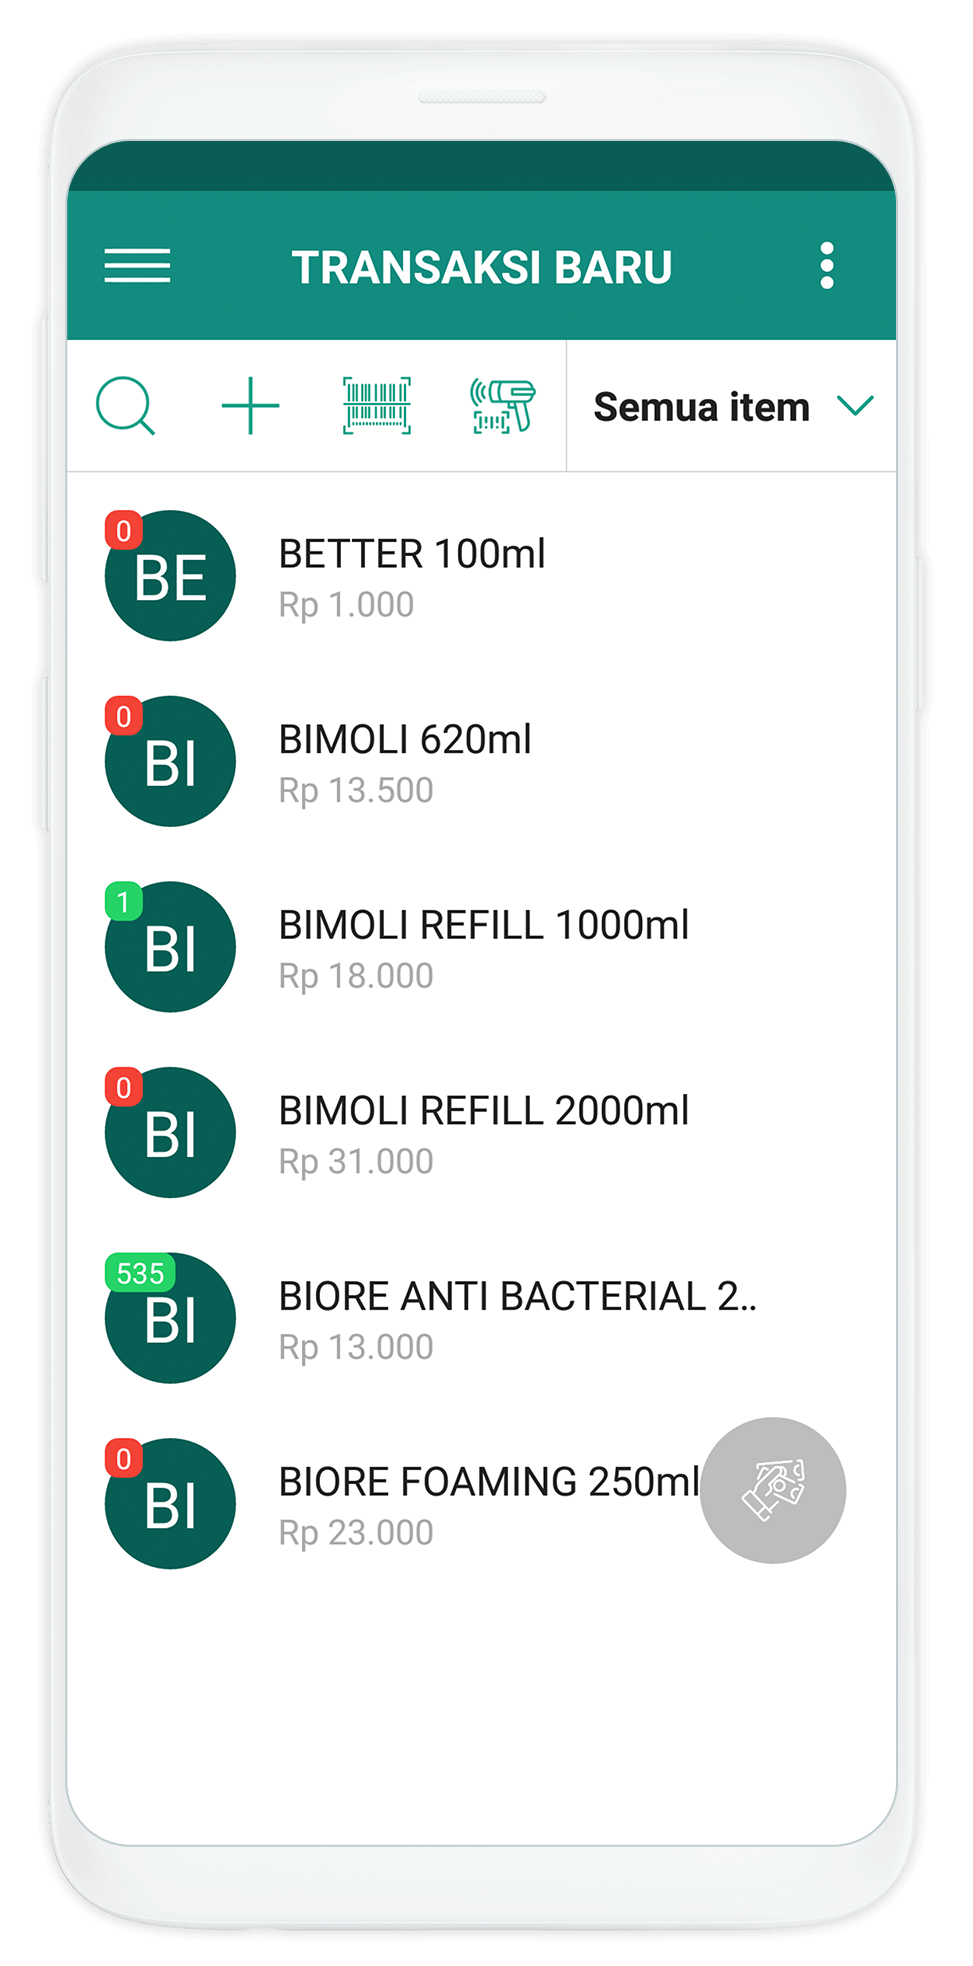 TRANSAKSI BARU
Semua item
0
BE
BETTER 100ml
Rp 1.000
0
BI
BIMOLI 620ml
Rp 13.500
1
BI
BIMOLI REFILL 1000ml
Rp 18.000
0
BI
BIMOLI REFILL 2000ml
Rp 31.000
535
BI
BIORE ANTI BACTERIAL 2..
Rp 13.000
0
BI
BIORE FOAMING 250ml
Rp 23.000